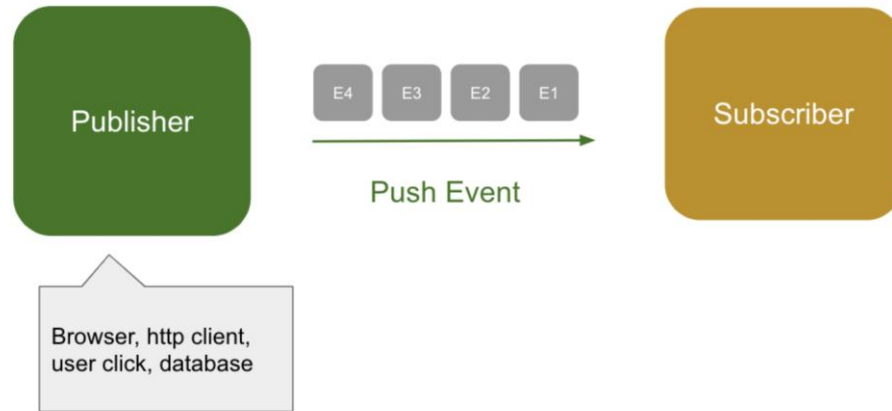 Publisher
E4 E3 E2 E1
Subscriber
Push Event
Browser, http client,
user click, database